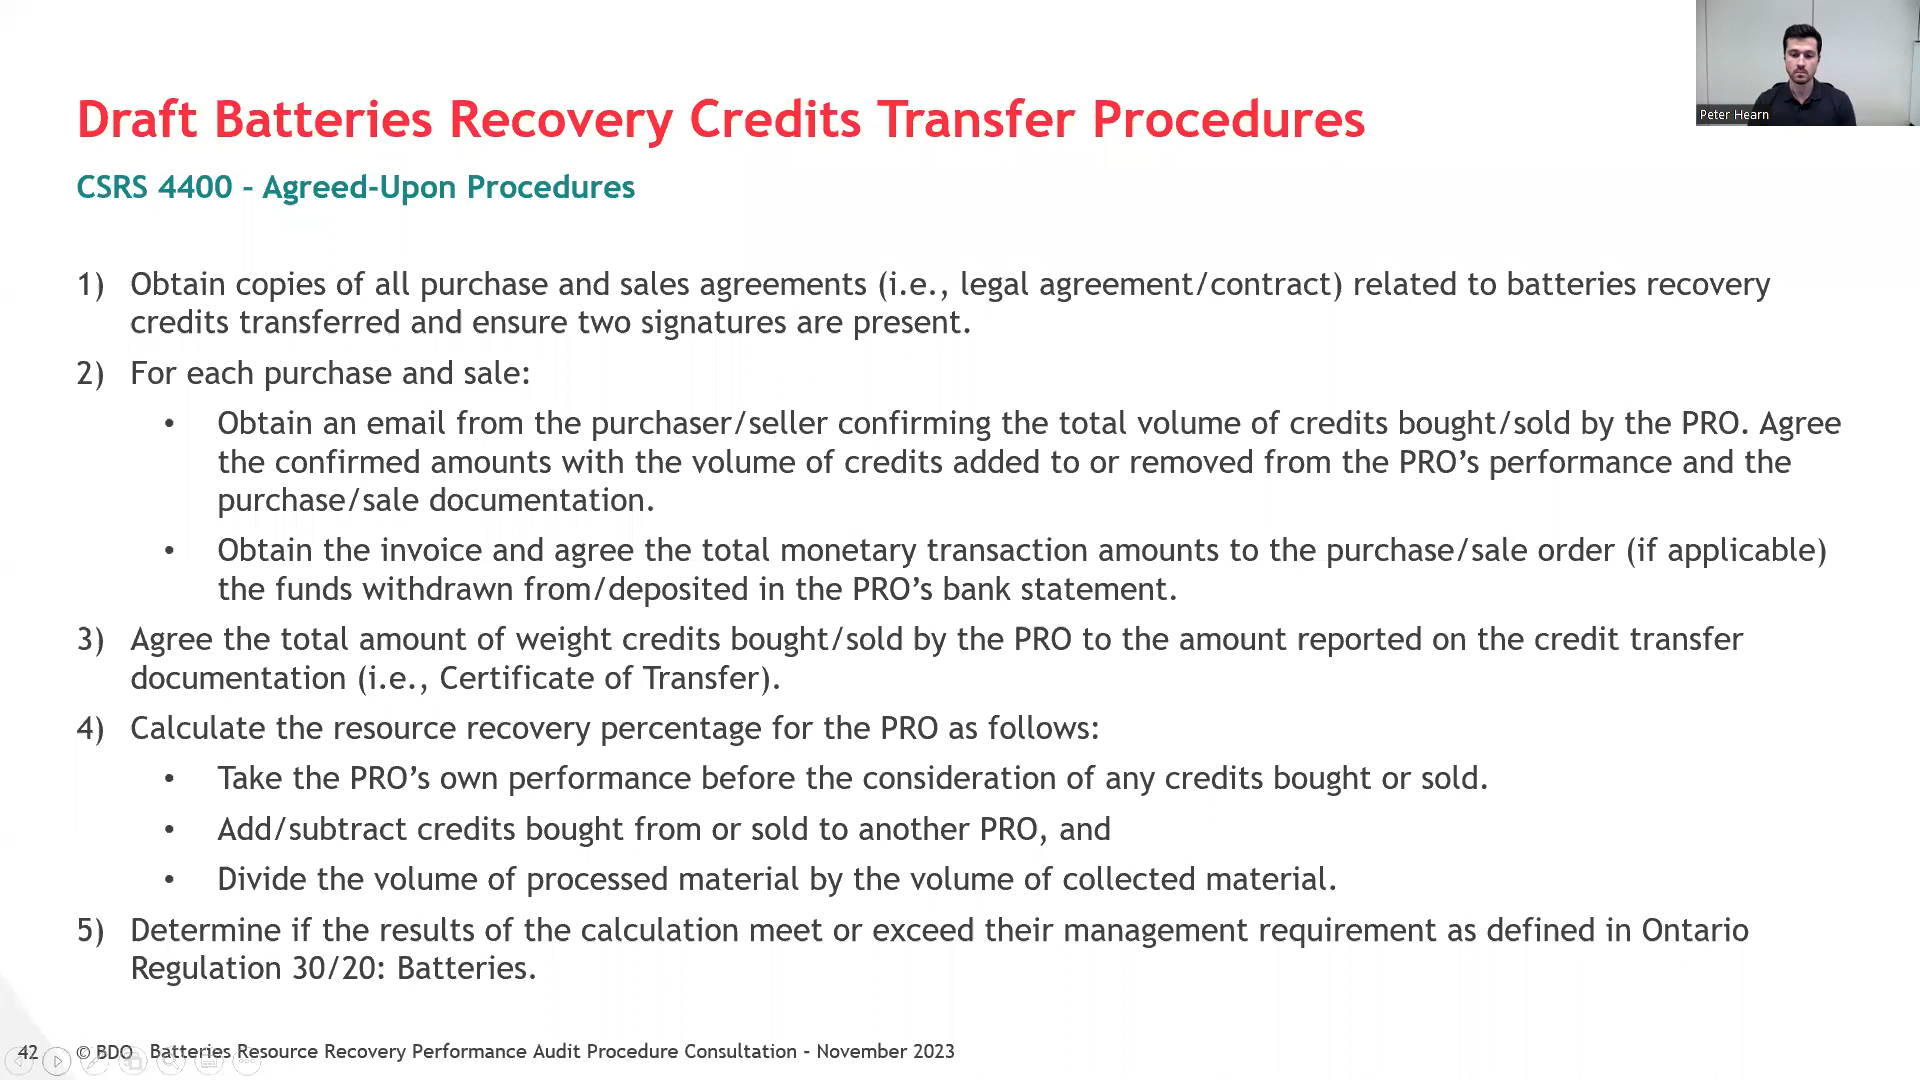 Peter Hearn
Draft Batteries Recovery Credits Transfer Procedures
CSRS 4400 – Agreed-Upon Procedures
1) Obtain copies of all purchase and sales agreements (i.e., legal agreement/contract) related to batteries recovery
credits transferred and ensure two signatures are present.
2) For each purchase and sale:
• Obtain an email from the purchaser/seller confirming the total volume of credits bought/sold by the PRO. Agree
the confirmed amounts with the volume of credits added to or removed from the PRO’s performance and the
purchase/sale documentation.
• Obtain the invoice and agree the total monetary transaction amounts to the purchase/sale order (if applicable)
the funds withdrawn from/deposited in the PRO’s bank statement.
3) Agree the total amount of weight credits bought/sold by the PRO to the amount reported on the credit transfer
documentation (i.e., Certificate of Transfer).
4) Calculate the resource recovery percentage for the PRO as follows:
• Take the PRO’s own performance before the consideration of any credits bought or sold.
• Add/subtract credits bought from or sold to another PRO, and
• Divide the volume of processed material by the volume of collected material.
5) Determine if the results of the calculation meet or exceed their management requirement as defined in Ontario
Regulation 30/20: Batteries.
42 © BDO Batteries Resource Recovery Performance Audit Procedure Consultation – November 2023